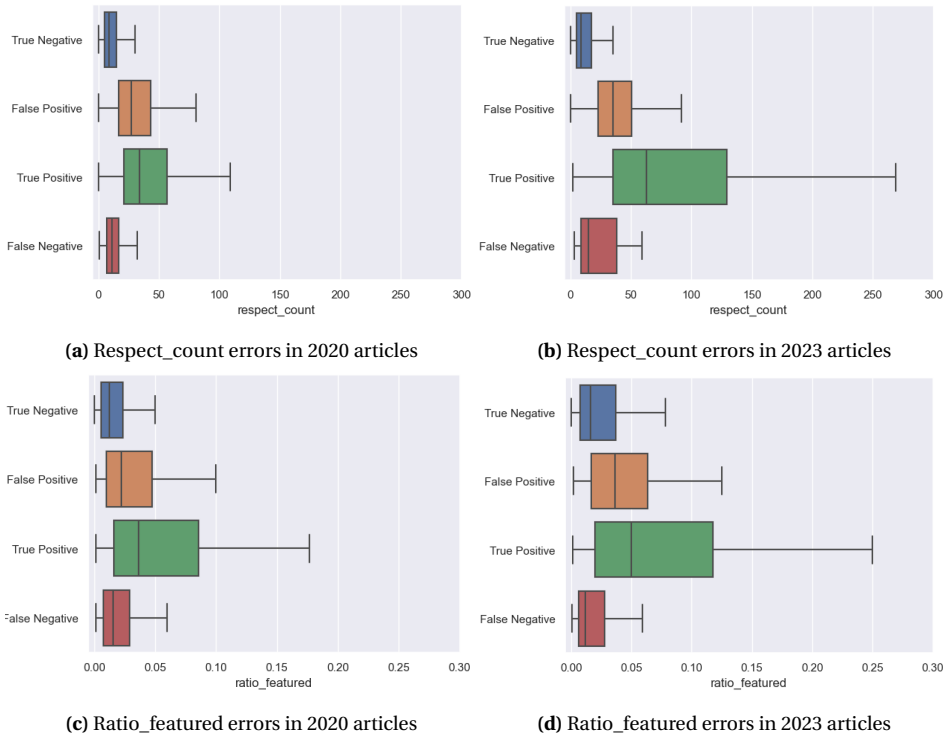 True Negative
False Positive
True Positive
False Negative
0 50 100 150 200 250 300
respect_count
(a) Respect_count errors in 2020 articles
True Negative
False Positive
True Positive
False Negative
0 50 100 150 200 250 300
respect_count
(b) Respect_count errors in 2023 articles
True Negative
False Positive
True Positive
False Negative
0.00 0.05 0.10 0.15 0.20 0.25 0.30
ratio_featured
(c) Ratio_featured errors in 2020 articles
True Negative
False Positive
True Positive
False Negative
0.00 0.05 0.10 0.15 0.20 0.25 0.30
ratio_featured
(d) Ratio_featured errors in 2023 articles